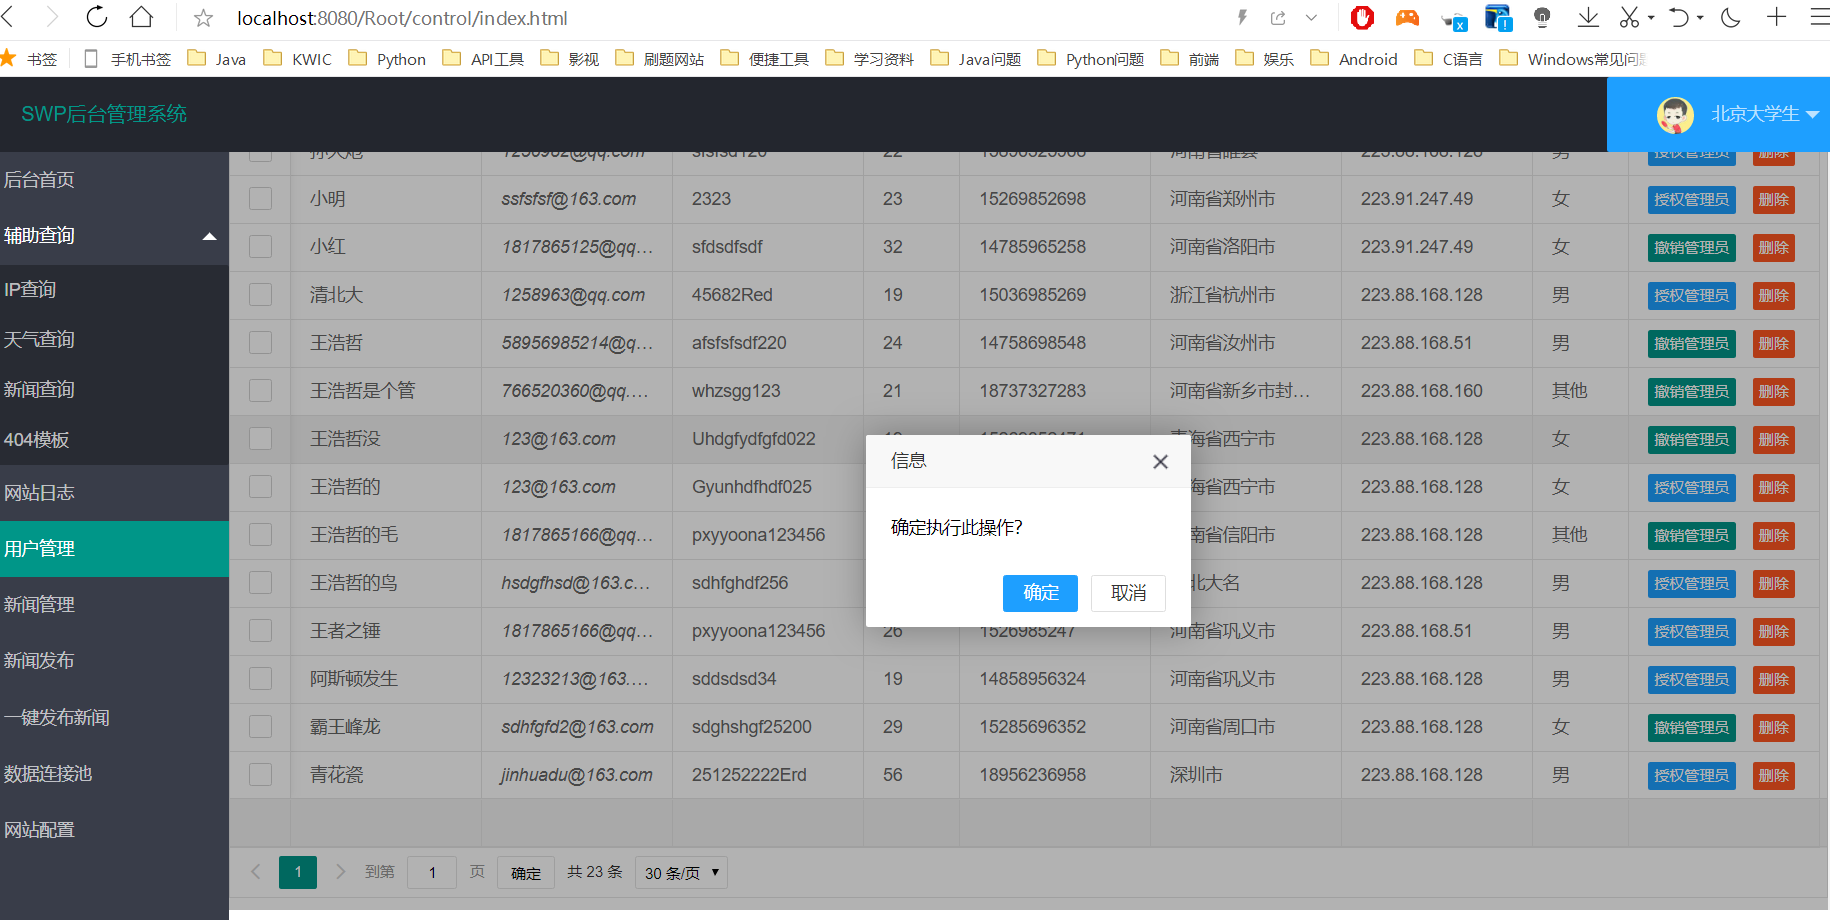 localhost:8080/Root/control/index.html
书签 手机书签 Java KWIC Python API工具 影视 刷题网站 便捷工具 学习资料 Java问题 Python问题 前端 娱乐 Android C语言 Windows常见问题
SWP后台管理系统 北京大学生
后台首页
辅助查询
IP查询
天气查询
新闻查询
404模板
网站日志
用户管理
新闻管理
新闻发布
一键发布新闻
数据连接池
网站配置
22 223.88.168.128 男 授权管理员 删除
小明 ssfsfsf@163.com 2323 23 15269852698 河南省郑州市 223.91.247.49 女 授权管理员 删除
小红 1817865125@qq... sfdsdfsdf 32 14785965258 河南省洛阳市 223.91.247.49 女 撤销管理员 删除
清北大 1258963@qq.com 45682Red 19 15036985269 浙江省杭州市 223.88.168.128 男 授权管理员 删除
王浩哲 58956985214@q... afsfsfsdf220 24 14758698548 河南省汝州市 223.88.168.51 男 撤销管理员 删除
王浩哲是个管 766520360@qq.... whzsgg123 21 18737327283 河南省新乡市封... 223.88.168.160 其他 撤销管理员 删除
王浩哲没 123@163.com Uhdgfydfgfd022 海省西宁市 223.88.168.128 女 撤销管理员 删除
王浩哲的 123@163.com Gyunhdfhdf025 海省西宁市 223.88.168.128 女 授权管理员 删除
王浩哲的毛 1817865166@qq... pxyyoona123456 南省信阳市 223.88.168.128 其他 撤销管理员 删除
王浩哲的鸟 hsdgfhsd@163.c... sdhfghdf256 北大名 223.88.168.128 男 授权管理员 删除
王者之锤 1817865166@qq... pxyyoona123456 26 1526985247 河南省巩义市 223.88.168.51 男 授权管理员 删除
阿斯顿发生 12323213@163.... sddsdsd34 19 14858956324 河南省巩义市 223.88.168.128 男 授权管理员 删除
霸王峰龙 sdhfgfd2@163.com sdghshgf25200 29 15285696352 河南省周口市 223.88.168.128 女 撤销管理员 删除
青花瓷 jinhuadu@163.com 251252222Erd 56 18956236958 深圳市 223.88.168.128 男 授权管理员 删除
信息
确定执行此操作?
确定 取消
1 到第 1 页 确定 共 23 条 30 条/页